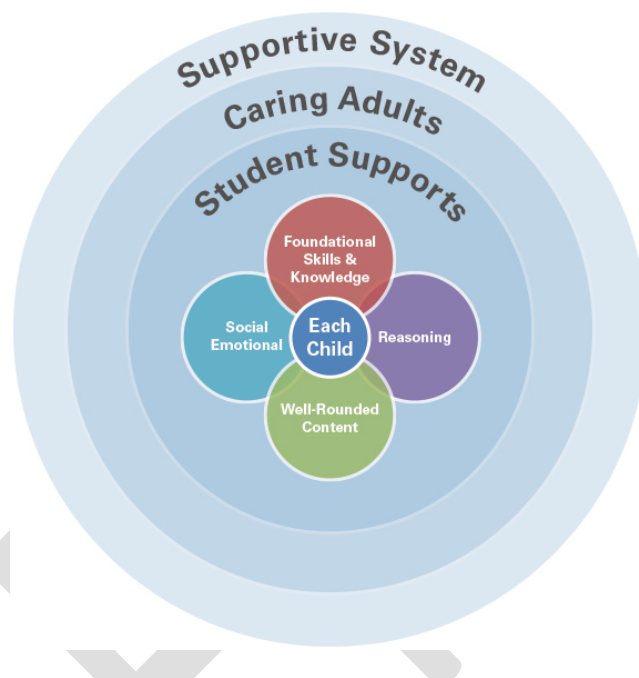 Supportive System
Caring Adults
Student Supports
Foundational
Skills &
Knowledge
Social
Emotional
Each
Child
Reasoning
Well-Rounded
Content